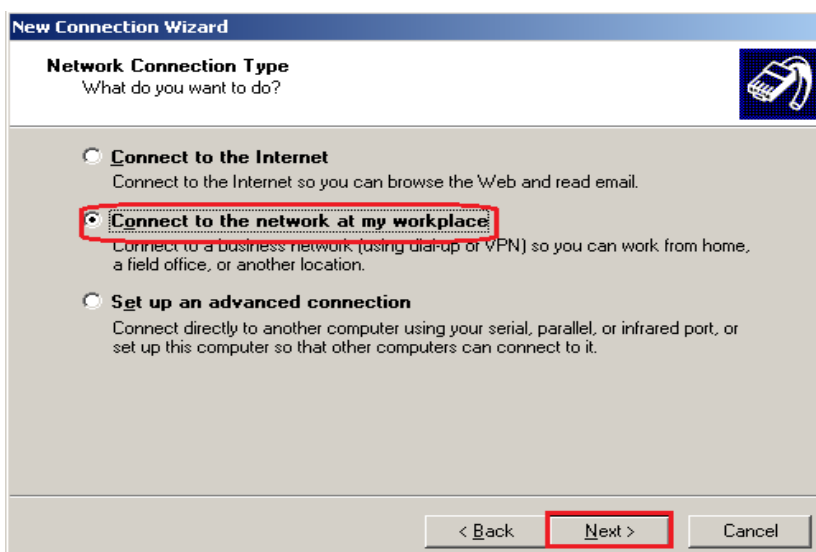 New Connection Wizard
Network Connection Type
What do you want to do?
Connect to the Internet
Connect to the Internet so you can browse the Web and read email.
Connect to the network at my workplace
Connect to a business network (using dial-up or VPN) so you can work from home,
a field office, or another location.
Set up an advanced connection
Connect directly to another computer using your serial, parallel, or infrared port, or
set up this computer so that other computers can connect to it.
< Back Next > Cancel